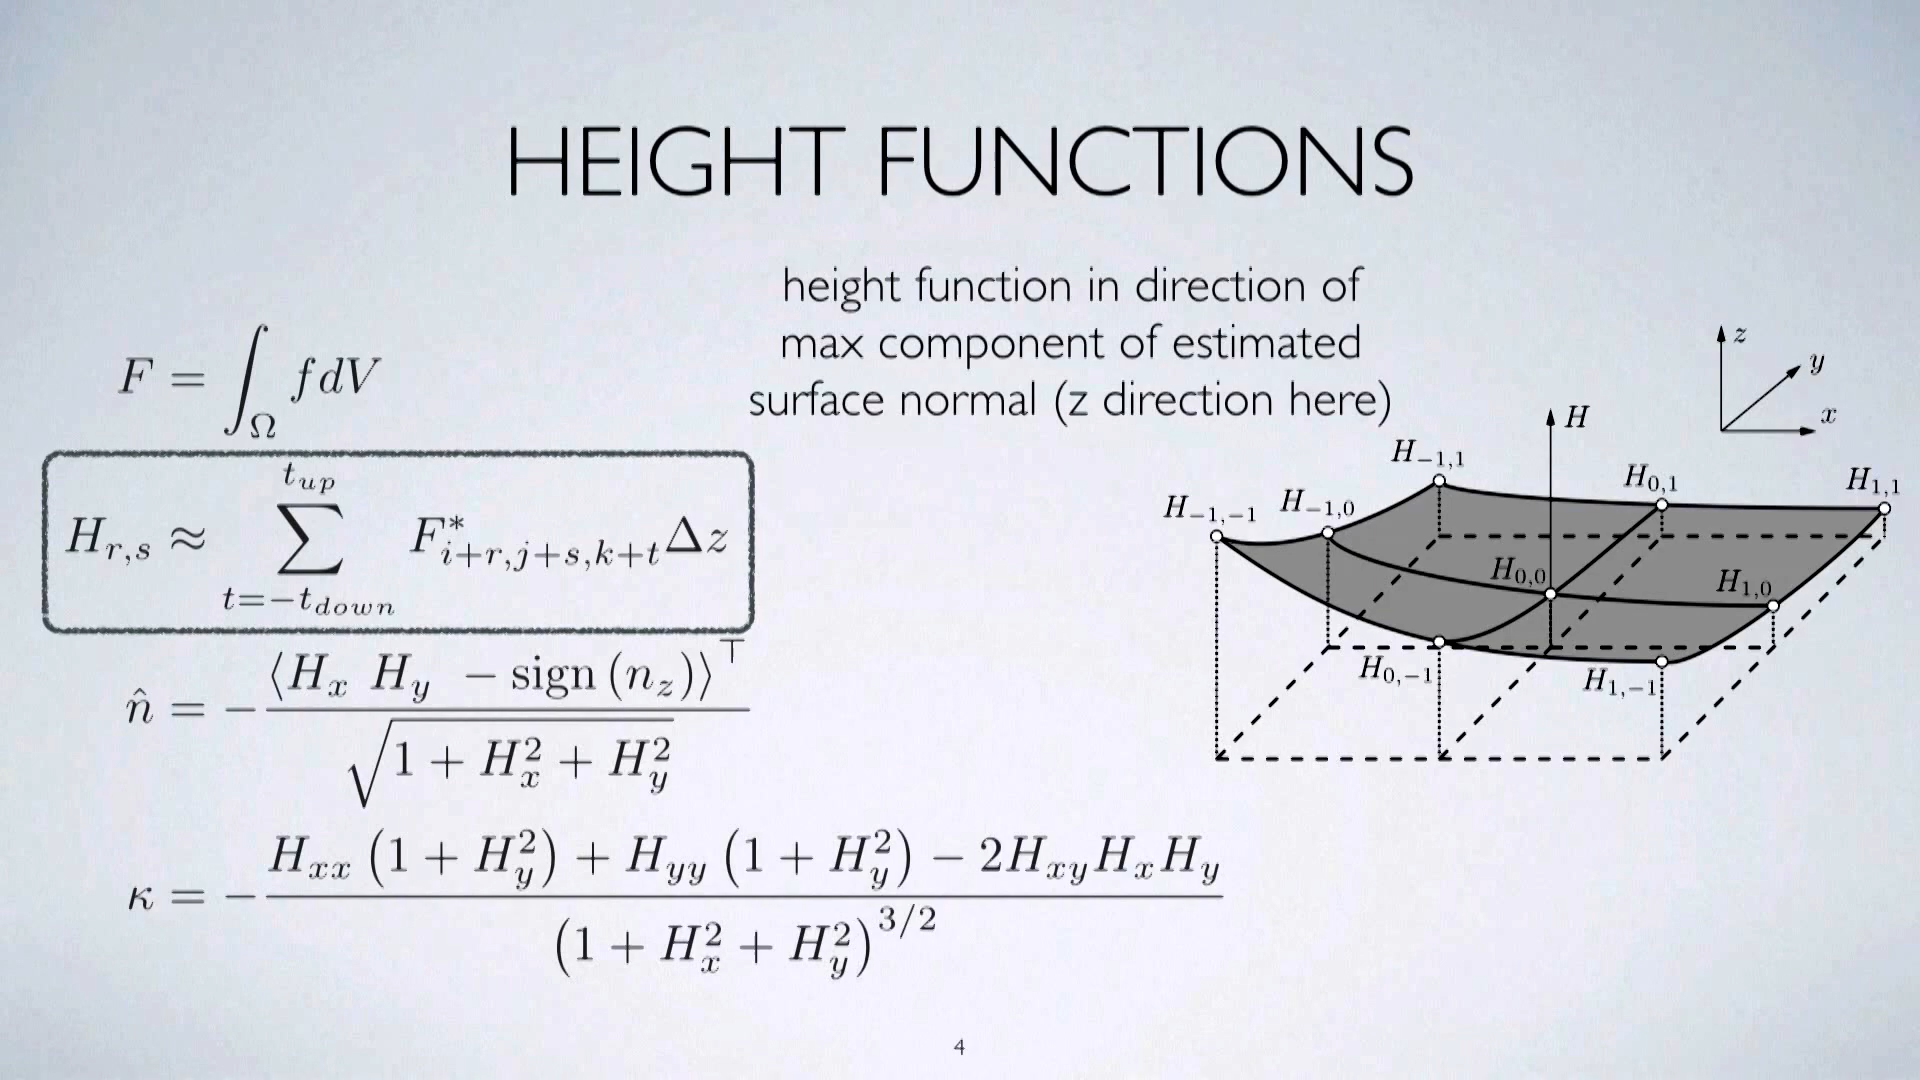 HEIGHT FUNCTIONS
height function in direction of
max component of estimated
surface normal (z direction here)
F = ∫_Ω f dV
H_{r,s} ≈ ∑_{t=−t_{down}}^{t_{up}} F^*_{i+r,j+s,k+t} Δz
n̂ = − ⟨H_x H_y − sign (n_z)⟩^⊤ / √(1 + H_x^2 + H_y^2)
κ = − (H_{xx} (1 + H_y^2) + H_{yy} (1 + H_y^2) − 2H_{xy}H_xH_y) / (1 + H_x^2 + H_y^2)^{3/2}
z
y
x
H
H_{−1,1}
H_{0,1}
H_{1,1}
H_{−1,−1}
H_{−1,0}
H_{0,0}
H_{1,0}
H_{0,−1}
H_{1,−1}
4